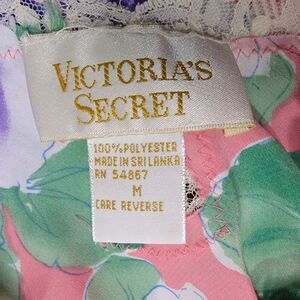 VICTORIA'S
SECRET
100% POLYESTER
MADE IN SRI LANKA
RN 54867
M
CARE REVERSE